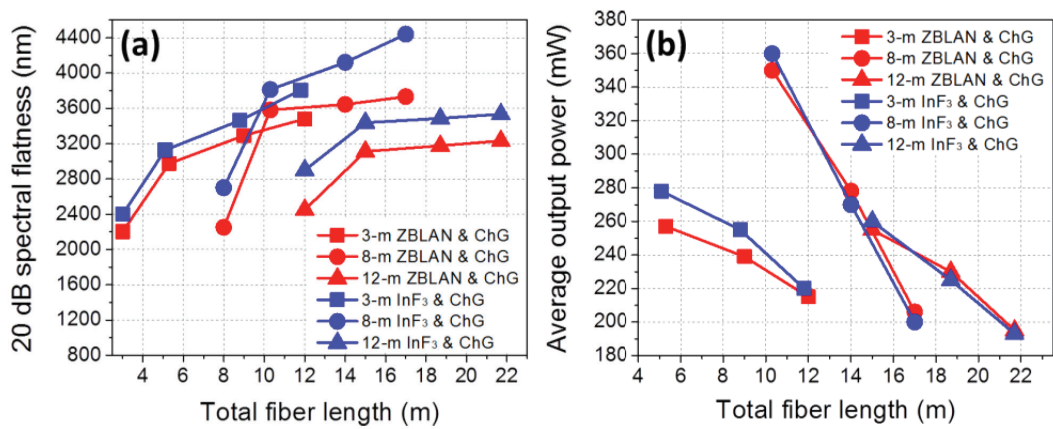 (a)
20 dB spectral flatness (nm)
4400
4000
3600
3200
2800
2400
2000
1600
1200
800
3-m ZBLAN & ChG
8-m ZBLAN & ChG
12-m ZBLAN & ChG
3-m InF₃ & ChG
8-m InF₃ & ChG
12-m InF₃ & ChG
4 6 8 10 12 14 16 18 20 22
Total fiber length (m)
(b)
Average output power (mW)
380
360
340
320
300
280
260
240
220
200
180
3-m ZBLAN & ChG
8-m ZBLAN & ChG
12-m ZBLAN & ChG
3-m InF₃ & ChG
8-m InF₃ & ChG
12-m InF₃ & ChG
4 6 8 10 12 14 16 18 20 22
Total fiber length (m)